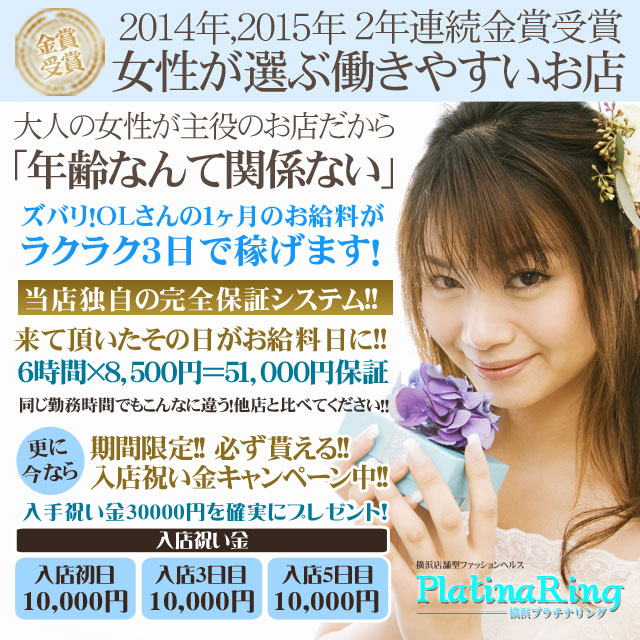 金賞
受賞
2014年,2015年 2年連続金賞受賞
女性が選ぶ働きやすいお店
大人の女性が主役のお店だから
「年齢なんて関係ない」
ズバリ!OLさんの1ヶ月のお給料が
ラクラク3日で稼げます!
当店独自の完全保証システム!!
来て頂いたその日がお給料日に!!
6時間×8,500円=51,000円保証
同じ勤務時間でもこんなに違う!他店と比べてください!!
更に
今なら
期間限定!! 必ず貰える!!
入店祝い金キャンペーン中!!
入手祝い金30000円を確実にプレゼント!
入店祝い金
入店初日
10,000円
入店3日目
10,000円
入店5日目
10,000円
横浜店舗型ファッションヘルス
PlatinaRing
横浜プラチナリング